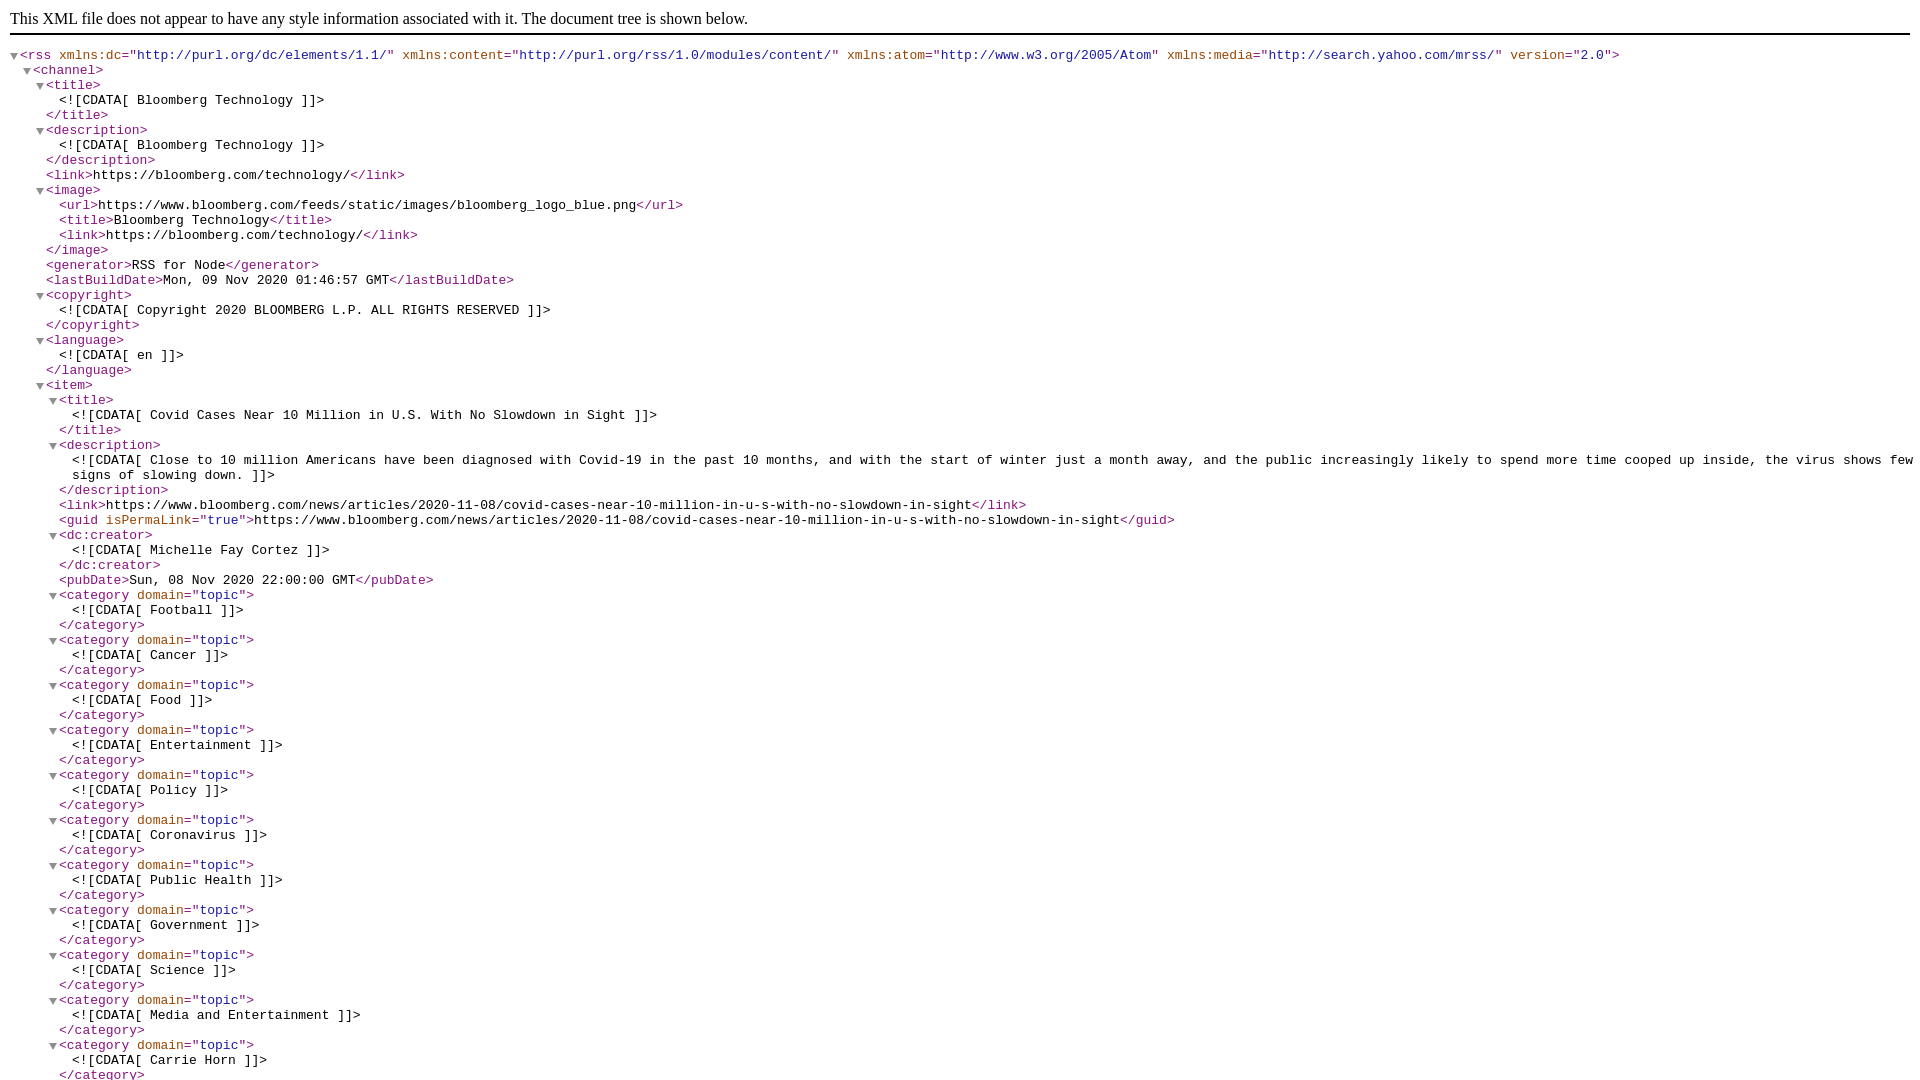 This XML file does not appear to have any style information associated with it. The document tree is shown below.
<rss xmlns:dc="http://purl.org/dc/elements/1.1/" xmlns:content="http://purl.org/rss/1.0/modules/content/" xmlns:atom="http://www.w3.org/2005/Atom" xmlns:media="http://search.yahoo.com/mrss/" version="2.0">
<channel>
<title>
<![CDATA[ Bloomberg Technology ]]>
</title>
<description>
<![CDATA[ Bloomberg Technology ]]>
</description>
<link>https://bloomberg.com/technology/</link>
<image>
<url>https://www.bloomberg.com/feeds/static/images/bloomberg_logo_blue.png</url>
<title>Bloomberg Technology</title>
<link>https://bloomberg.com/technology/</link>
</image>
<generator>RSS for Node</generator>
<lastBuildDate>Mon, 09 Nov 2020 01:46:57 GMT</lastBuildDate>
<copyright>
<![CDATA[ Copyright 2020 BLOOMBERG L.P. ALL RIGHTS RESERVED ]]>
</copyright>
<language>
<![CDATA[ en ]]>
</language>
<item>
<title>
<![CDATA[ Covid Cases Near 10 Million in U.S. With No Slowdown in Sight ]]>
</title>
<description>
<![CDATA[ Close to 10 million Americans have been diagnosed with Covid-19 in the past 10 months, and with the start of winter just a month away, and the public increasingly likely to spend more time cooped up inside, the virus shows few
signs of slowing down. ]]>
</description>
<link>https://www.bloomberg.com/news/articles/2020-11-08/covid-cases-near-10-million-in-u-s-with-no-slowdown-in-sight</link>
<guid isPermaLink="true">https://www.bloomberg.com/news/articles/2020-11-08/covid-cases-near-10-million-in-u-s-with-no-slowdown-in-sight</guid>
<dc:creator>
<![CDATA[ Michelle Fay Cortez ]]>
</dc:creator>
<pubDate>Sun, 08 Nov 2020 22:00:00 GMT</pubDate>
<category domain="topic">
<![CDATA[ Football ]]>
</category>
<category domain="topic">
<![CDATA[ Cancer ]]>
</category>
<category domain="topic">
<![CDATA[ Food ]]>
</category>
<category domain="topic">
<![CDATA[ Entertainment ]]>
</category>
<category domain="topic">
<![CDATA[ Policy ]]>
</category>
<category domain="topic">
<![CDATA[ Coronavirus ]]>
</category>
<category domain="topic">
<![CDATA[ Public Health ]]>
</category>
<category domain="topic">
<![CDATA[ Government ]]>
</category>
<category domain="topic">
<![CDATA[ Science ]]>
</category>
<category domain="topic">
<![CDATA[ Media and Entertainment ]]>
</category>
<category domain="topic">
<![CDATA[ Carrie Horn ]]>
</category>